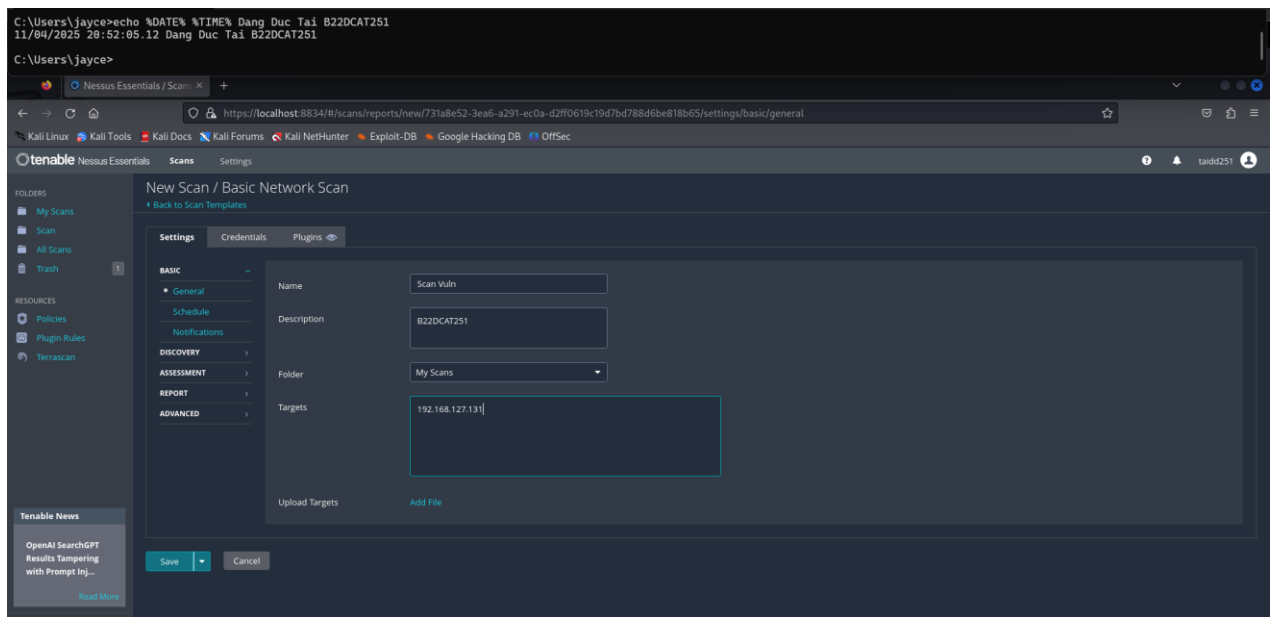 C:\Users\jayce>echo %DATE% %TIME% Dang Duc Tai B22DCAT251
11/04/2025 20:52:05.12 Dang Duc Tai B22DCAT251
C:\Users\jayce>
Nessus Essentials / Scans
https://localhost:8834/#/scans/reports/new/731a8e52-3ea6-a291-ec0a-d2ff0619c19d7bd788d6be818b65/settings/basic/general
Kali Linux Kali Tools Kali Docs Kali Forums Kali NetHunter Exploit-DB Google Hacking DB OffSec
tenable Nessus Essentials Scans Settings taidd251
FOLDERS
My Scans
Scan
All Scans
Trash 1
RESOURCES
Policies
Plugin Rules
Terrascan
Tenable News
OpenAI SearchGPT
Results Tampering
with Prompt Inj...
Read More
New Scan / Basic Network Scan
Back to Scan Templates
Settings Credentials Plugins
BASIC
General
Schedule
Notifications
DISCOVERY
ASSESSMENT
REPORT
ADVANCED
Name Scan Vuln
Description B22DCAT251
Folder My Scans
Targets 192.168.127.131
Upload Targets Add File
Save Cancel